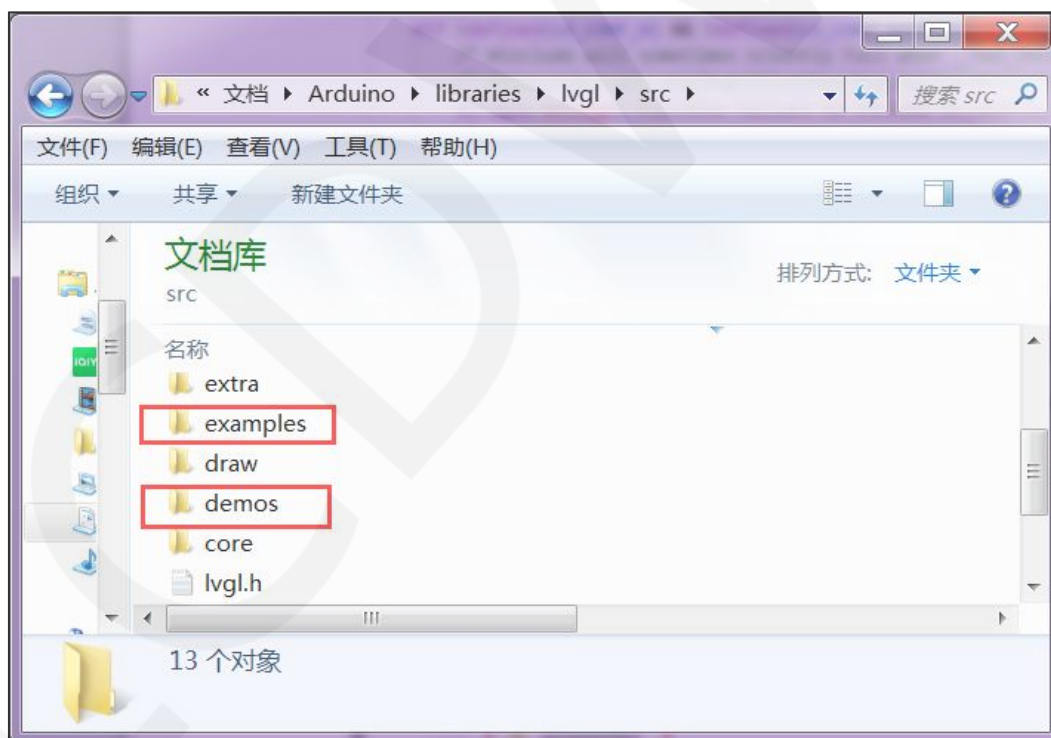 « 文档 ▸ Arduino ▸ libraries ▸ lvgl ▸ src ▸ 搜索 src
文件(F) 编辑(E) 查看(V) 工具(T) 帮助(H)
组织 共享 新建文件夹
文档库
src
排列方式: 文件夹
名称
extra
examples
draw
demos
core
lvgl.h
13 个对象